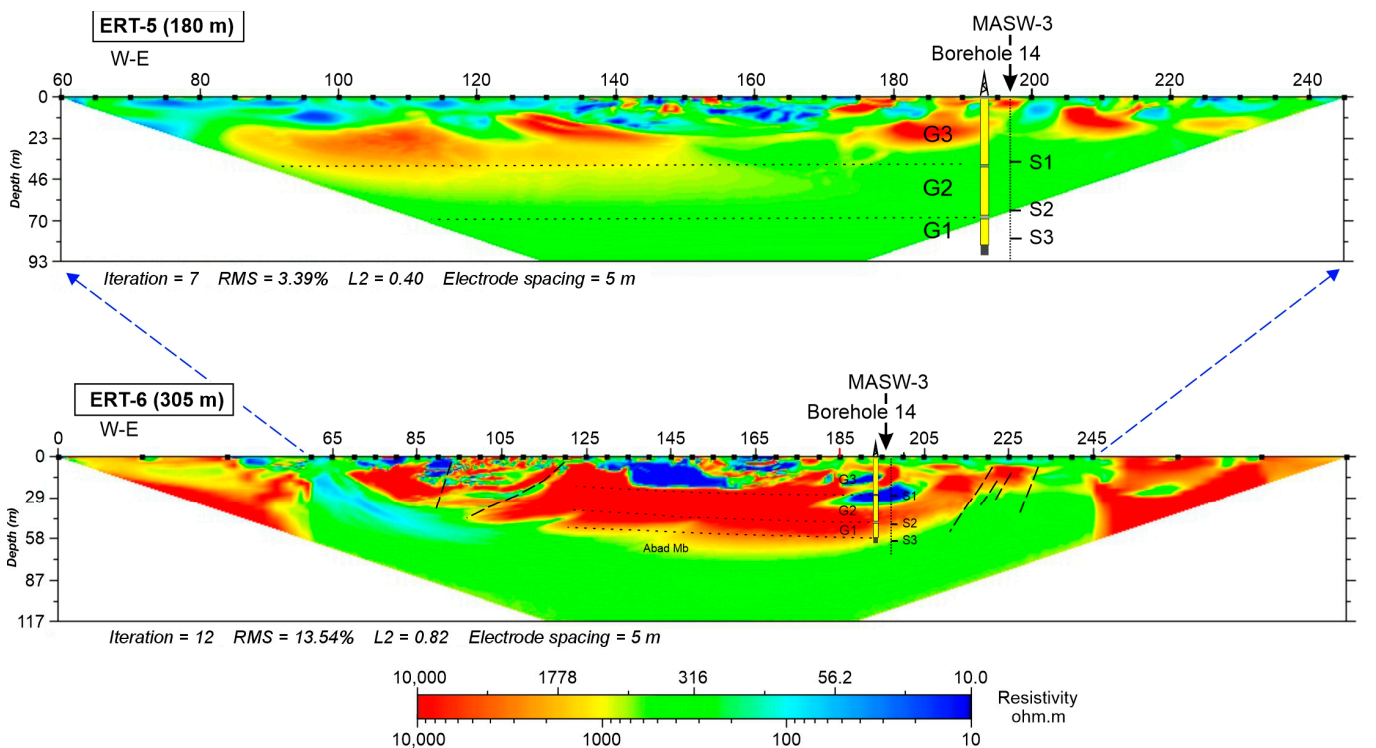 ERT-5 (180 m)
W-E
MASW-3
Borehole 14
60 80 100 120 140 160 180 200 220 240
0
23
46
70
93
Depth (m)
G3
G2
G1
S1
S2
S3
Iteration = 7 RMS = 3.39% L2 = 0.40 Electrode spacing = 5 m
ERT-6 (305 m)
W-E
MASW-3
Borehole 14
0 65 85 105 125 145 165 185 205 225 245
0
29
58
87
117
Depth (m)
G3
G2
G1
S1
S2
S3
Abad Mb
Iteration = 12 RMS = 13.54% L2 = 0.82 Electrode spacing = 5 m
10,000 1778 316 56.2 10.0
Resistivity
ohm.m
10,000 1000 100 10